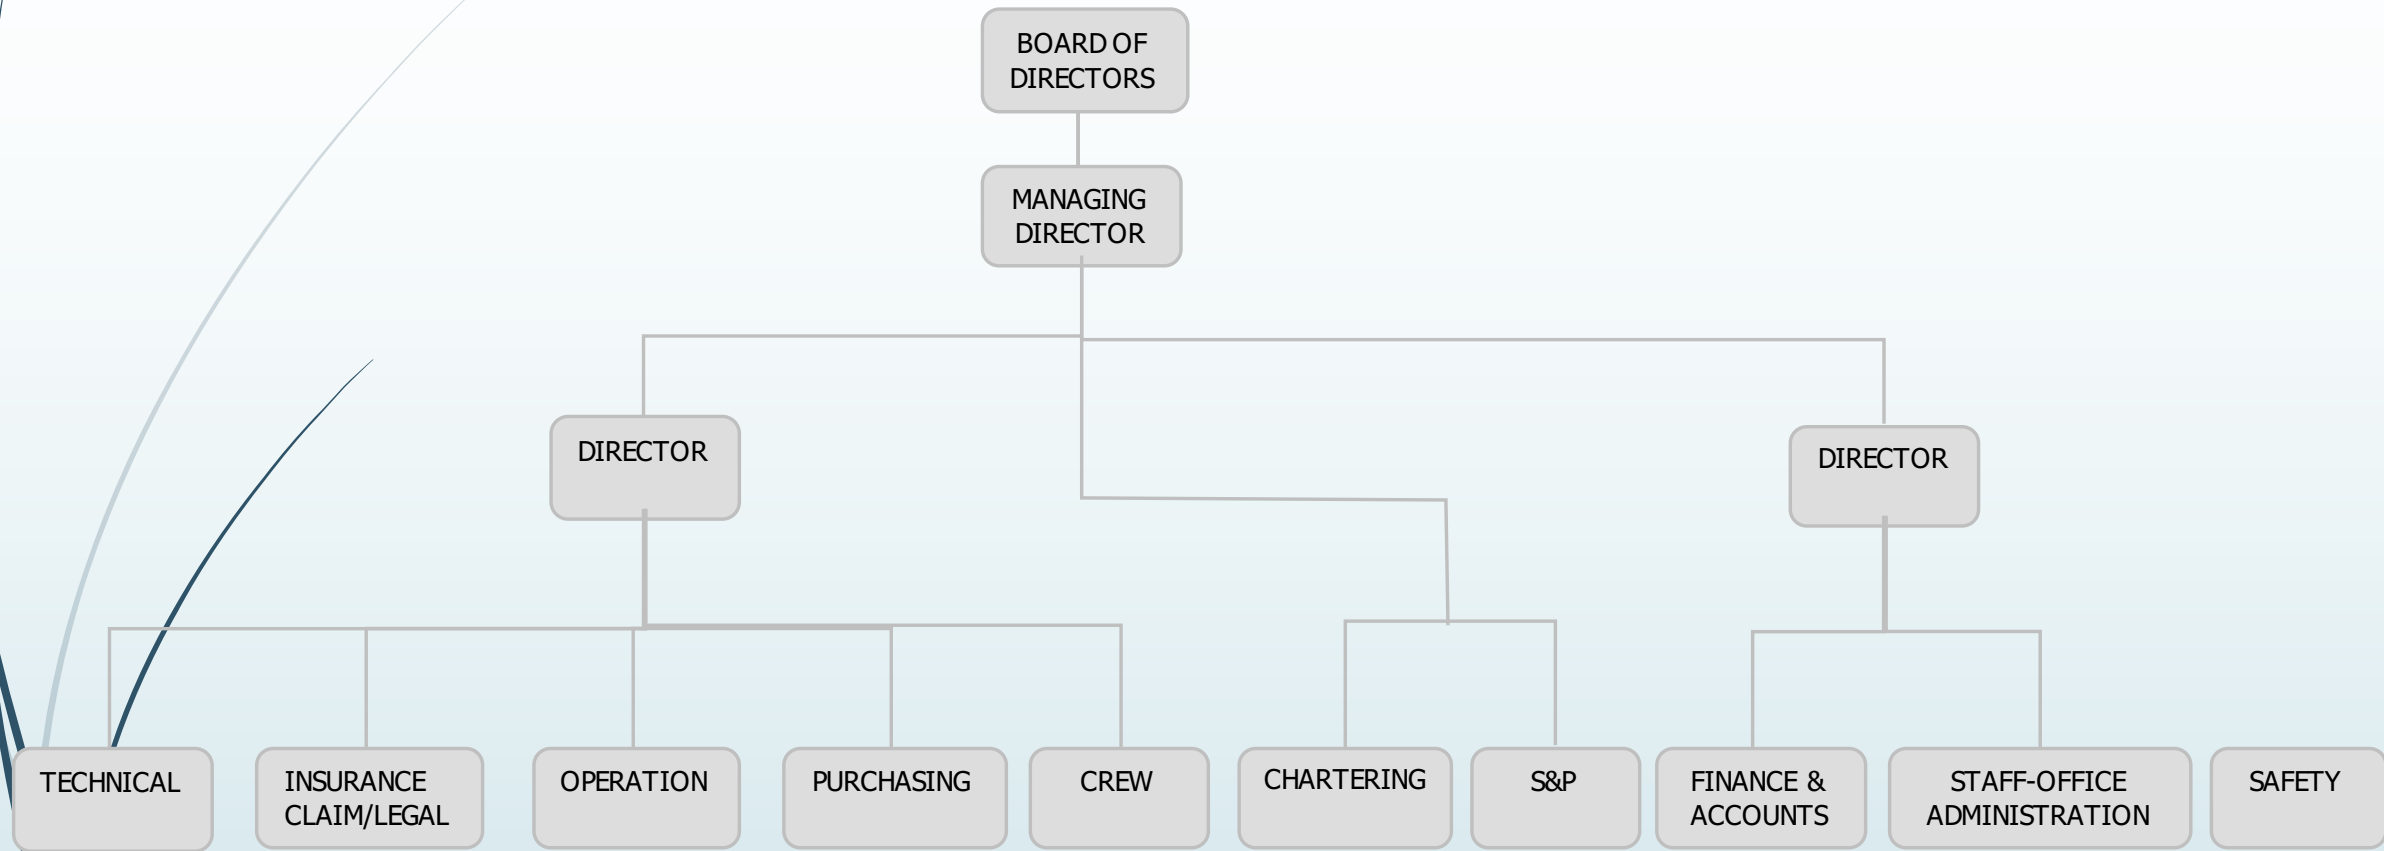 BOARD OF
DIRECTORS
MANAGING
DIRECTOR
DIRECTOR
DIRECTOR
TECHNICAL
INSURANCE
CLAIM/LEGAL
OPERATION
PURCHASING
CREW
CHARTERING
S&P
FINANCE &
ACCOUNTS
STAFF-OFFICE
ADMINISTRATION
SAFETY